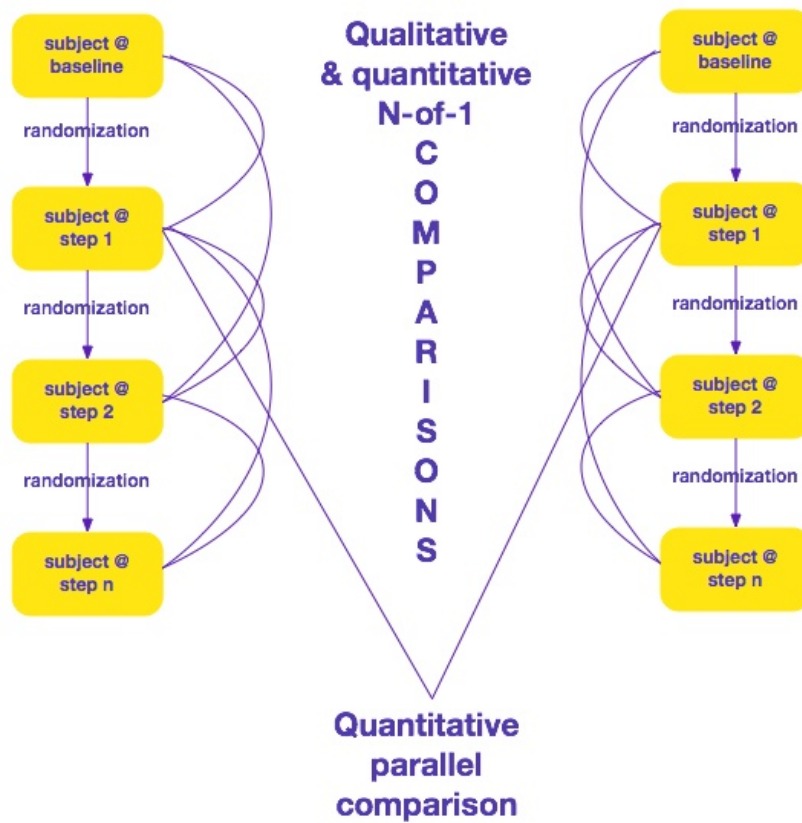 subject @
baseline
randomization
subject @
step 1
randomization
subject @
step 2
randomization
subject @
step n
Qualitative
& quantitative
N-of-1
C
O
M
P
A
R
I
S
O
N
S
subject @
baseline
randomization
subject @
step 1
randomization
subject @
step 2
randomization
subject @
step n
Quantitative
parallel
comparison